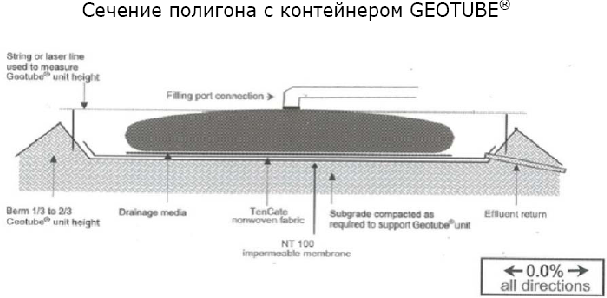 Сечение полигона с контейнером GEOTUBE®
String or laser line
used to measure
Geotube® unit height
Filling port connection
Berm 1/3 to 2/3
Geotube® unit height
Drainage media
TenCate
nonwoven fabric
NT 100
impermeable membrane
Subgrade compacted as
required to support Geotube® unit
Effluent return
0.0%
all directions